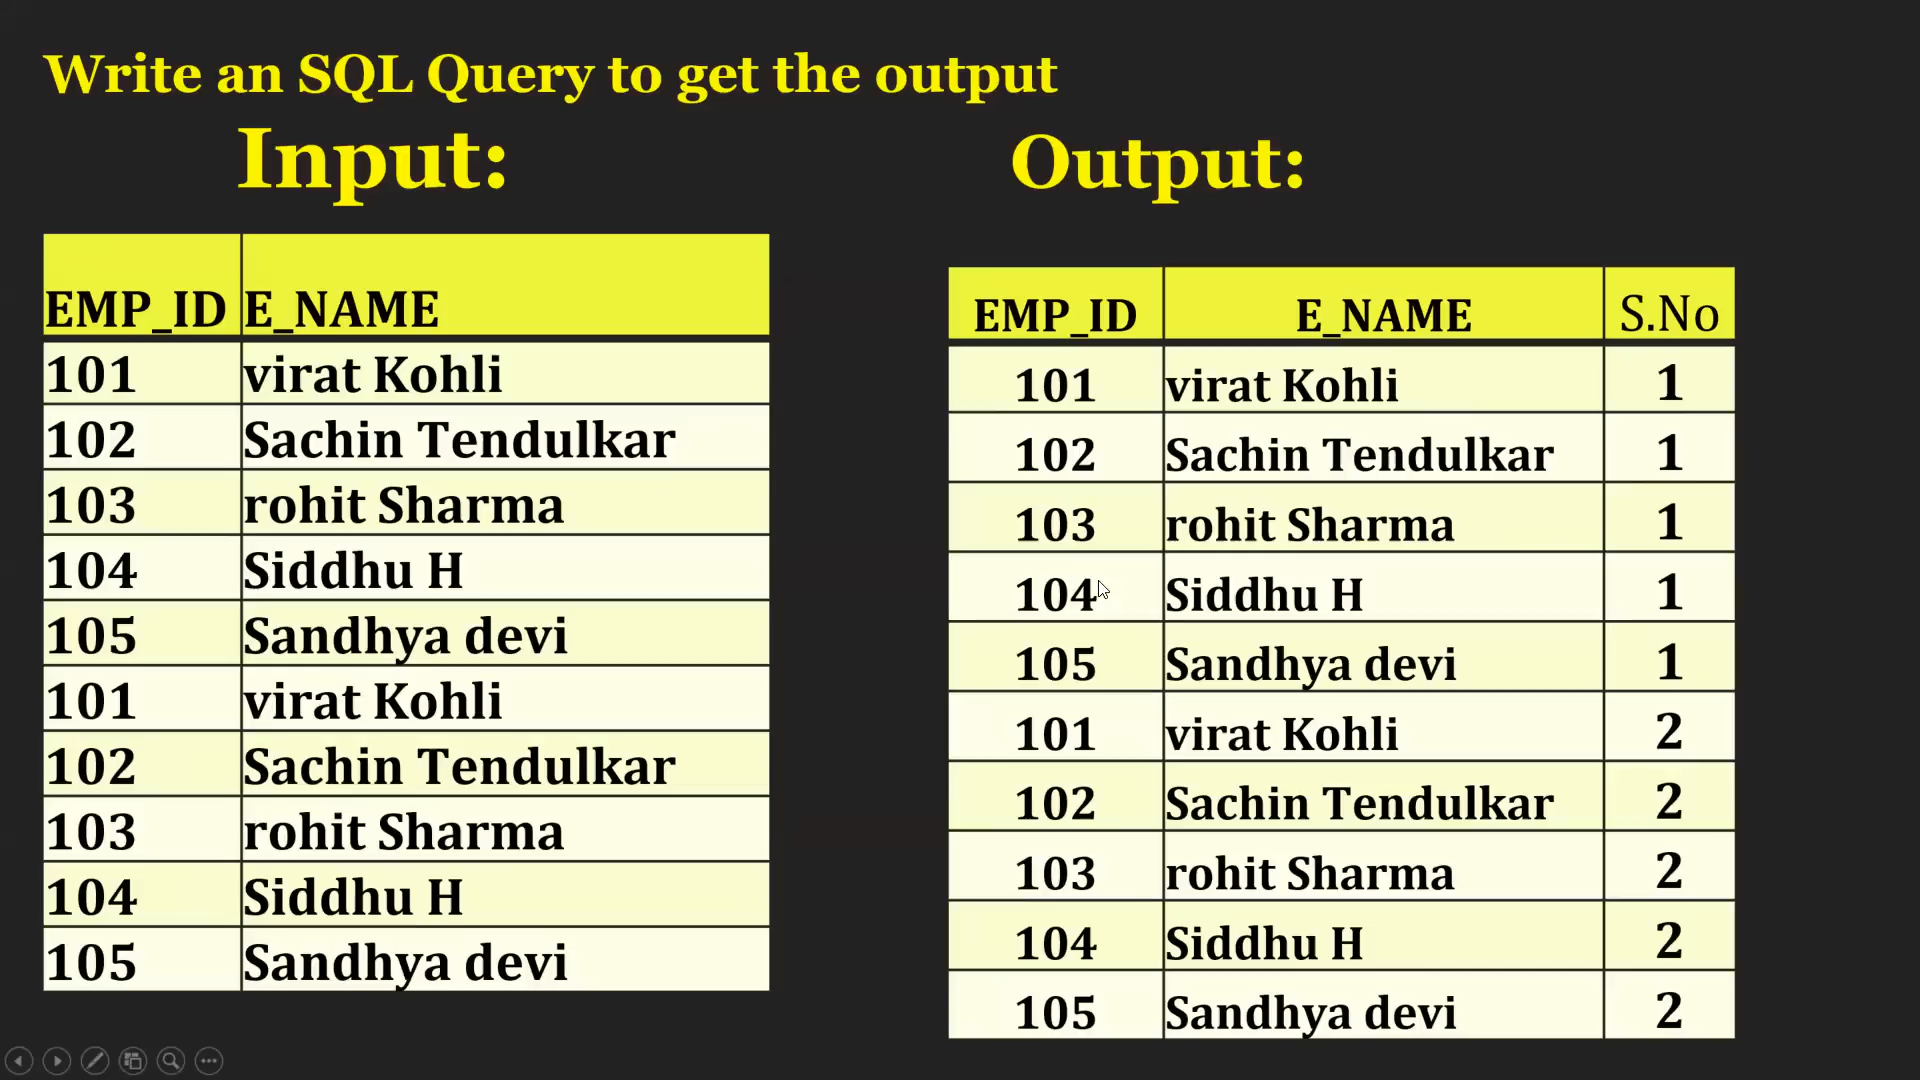 Write an SQL Query to get the output
Input:
EMP_ID E_NAME
101 virat Kohli
102 Sachin Tendulkar
103 rohit Sharma
104 Siddhu H
105 Sandhya devi
101 virat Kohli
102 Sachin Tendulkar
103 rohit Sharma
104 Siddhu H
105 Sandhya devi
Output:
EMP_ID E_NAME S.No
101 virat Kohli 1
102 Sachin Tendulkar 1
103 rohit Sharma 1
104 Siddhu H 1
105 Sandhya devi 1
101 virat Kohli 2
102 Sachin Tendulkar 2
103 rohit Sharma 2
104 Siddhu H 2
105 Sandhya devi 2